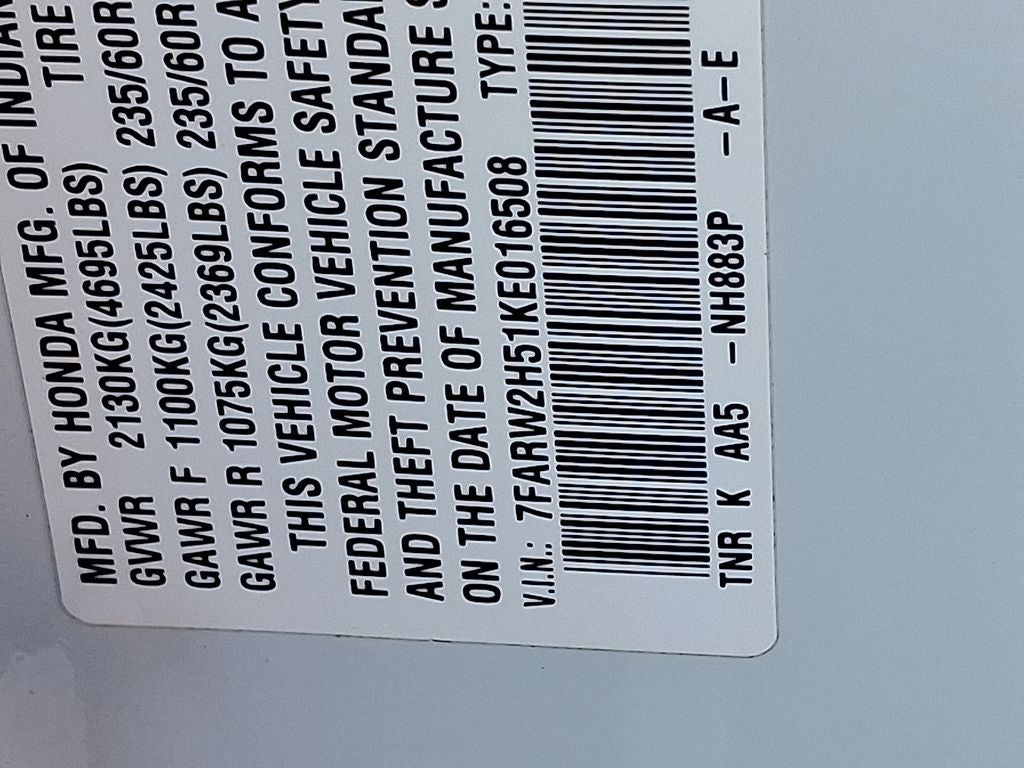 MFD. BY HONDA MFG. OF INDIAN
GVWR 2130KG(4695LBS) TIRE
GAWR F 1100KG(2425LBS) 235/60R
GAWR R 1075KG(2369LBS) 235/60R
THIS VEHICLE CONFORMS TO A
FEDERAL MOTOR VEHICLE SAFETY
AND THEFT PREVENTION STANDA
ON THE DATE OF MANUFACTURE S
V.I.N.: 7FARW2H51KE016508 TYPE:
TNR K AA5 -NH883P -A-E